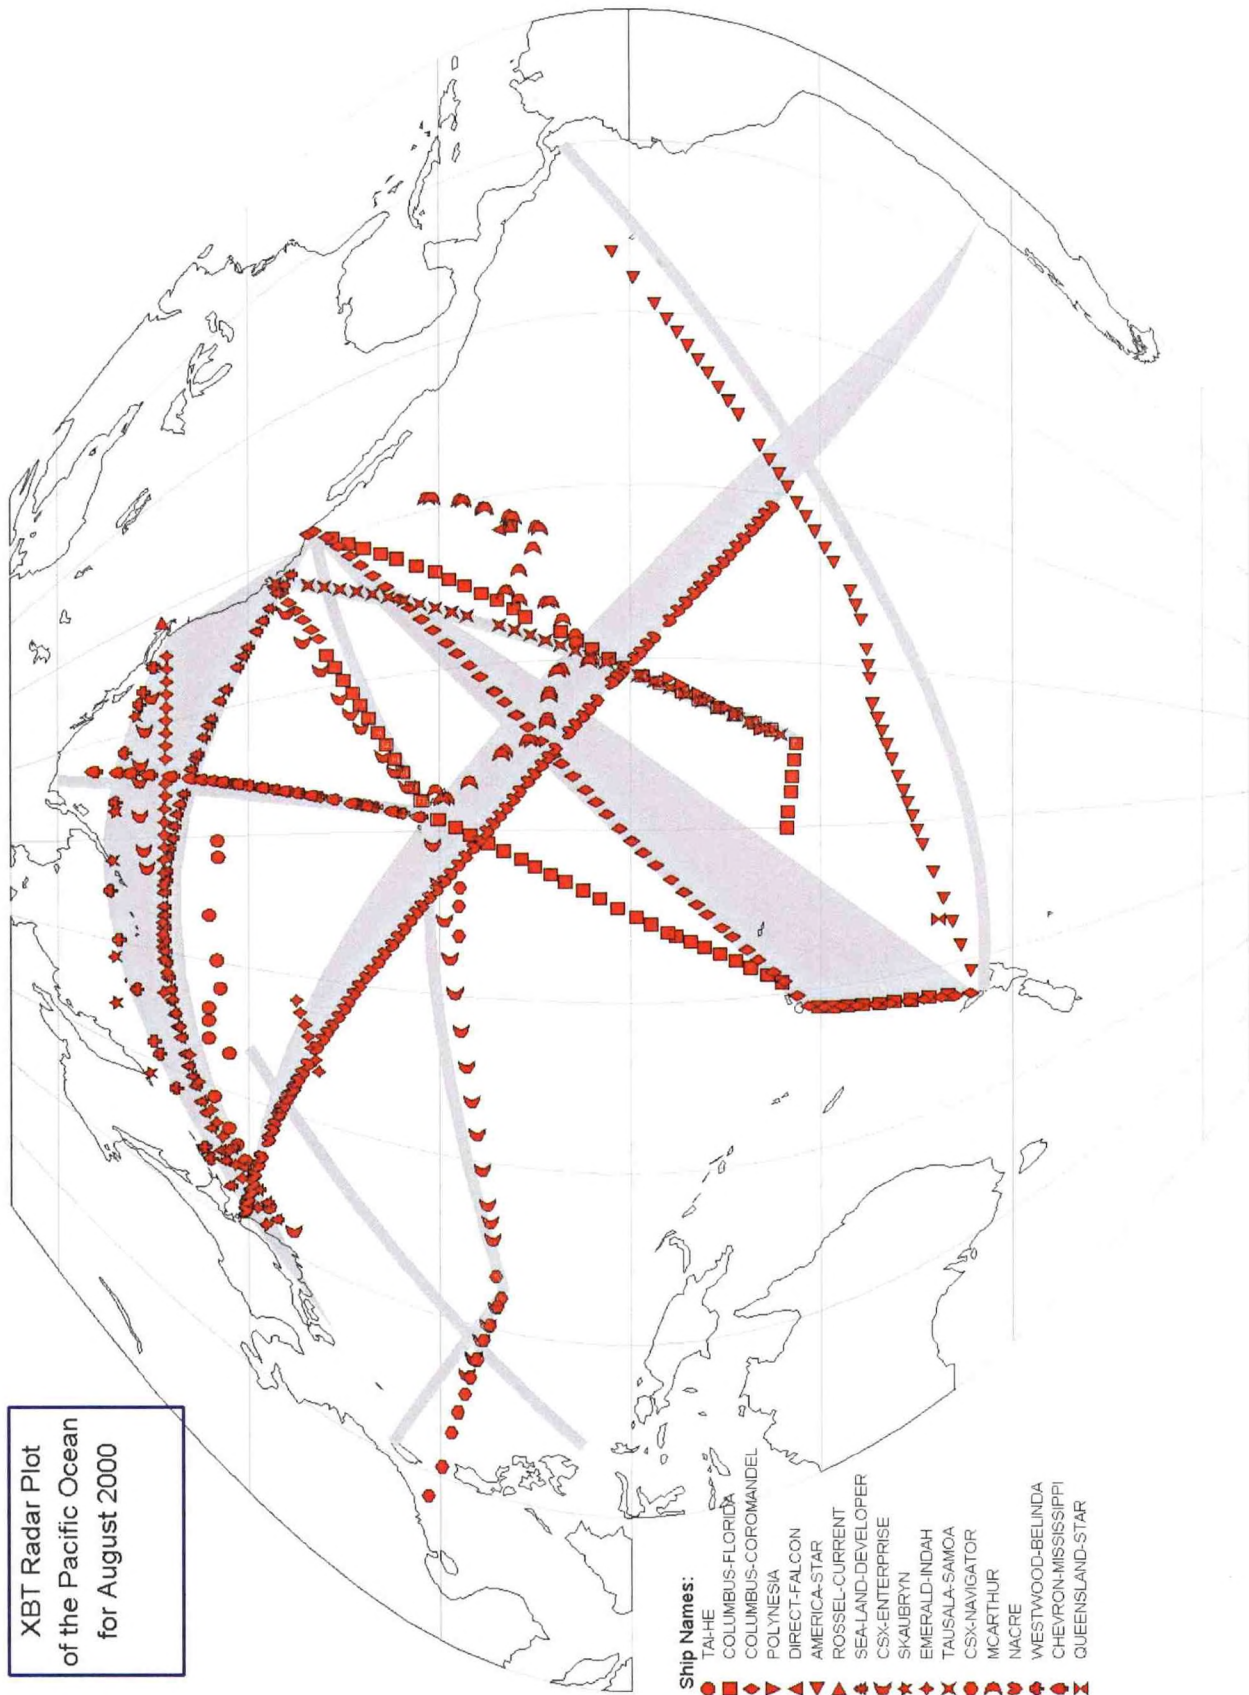 XBT Radar Plot
of the Pacific Ocean
for August 2000
Ship Names:
TAI-HE
COLUMBUS-FLORIDA
COLUMBUS-COROMANDEL
POLYNESIA
DIRECT-FALCON
AMERICA-STAR
ROSSEL-CURRENT
SEA-LAND-DEVELOPER
CSX-ENTERPRISE
SKAUBRYN
EMERALD-INDAH
TAUSALA-SAMOA
CSX-NAVIGATOR
MCARTHUR
NACRE
WESTWOOD-BELINDA
CHEVRON-MISSISSIPPI
QUEENSLAND-STAR